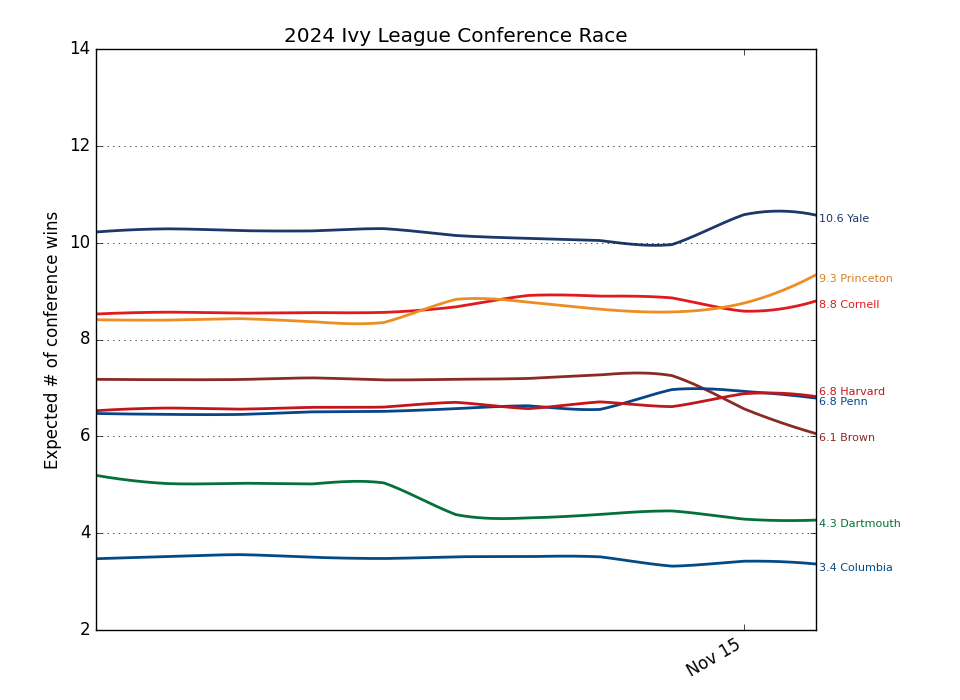 2024 Ivy League Conference Race
Expected # of conference wins
14
12
10
8
6
4
2
10.6 Yale
9.3 Princeton
8.8 Cornell
6.8 Harvard
6.8 Penn
6.1 Brown
4.3 Dartmouth
3.4 Columbia
Nov 15